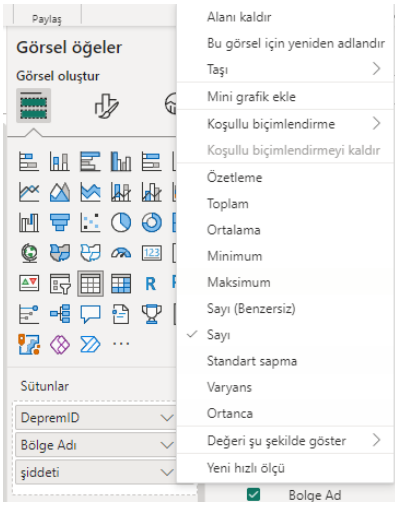 Paylaş
Görsel öğeler
Görsel oluştur
123
R
Sütunlar
DepremID
Bölge Adı
şiddeti
Alanı kaldır
Bu görsel için yeniden adlandır
Taşı
Mini grafik ekle
Koşullu biçimlendirme
Koşullu biçimlendirmeyi kaldır
Özetleme
Toplam
Ortalama
Minimum
Maksimum
Sayı (Benzersiz)
Sayı
Standart sapma
Varyans
Ortanca
Değeri şu şekilde göster
Yeni hızlı ölçü
Bolge Ad